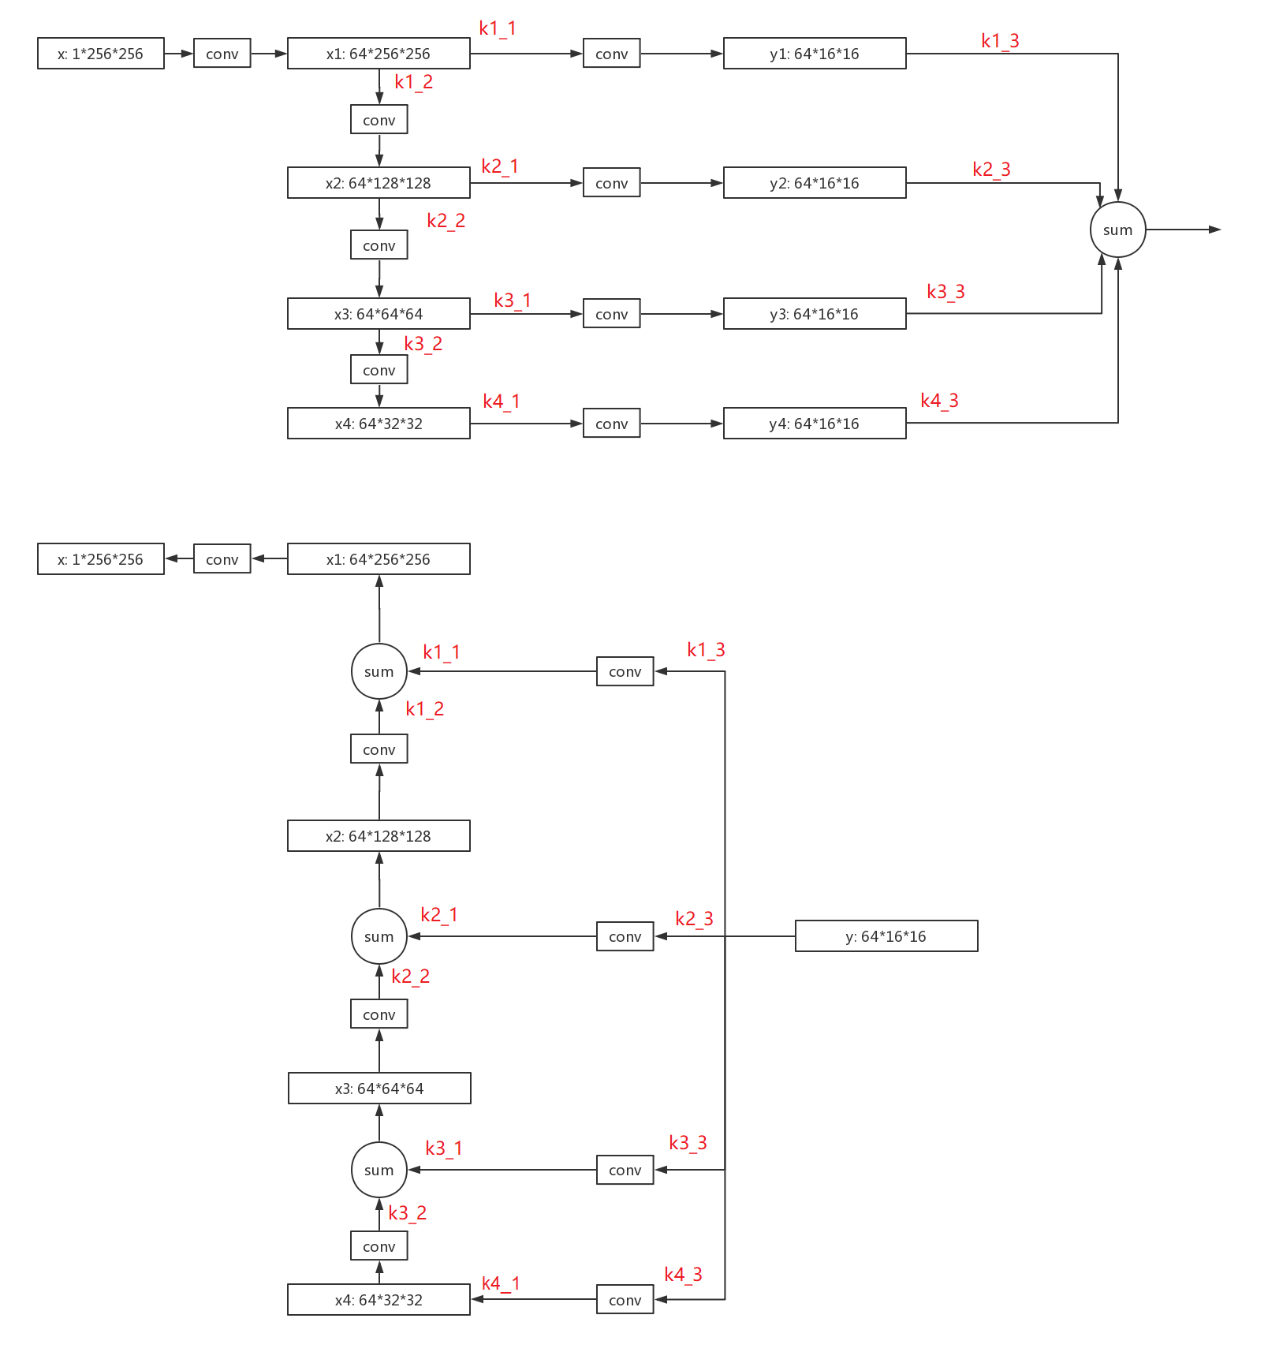 k1_1
k1_3
x: 1*256*256
conv
x1: 64*256*256
conv
y1: 64*16*16
k1_2
conv
k2_1
k2_3
x2: 64*128*128
conv
y2: 64*16*16
k2_2
sum
conv
k3_1
k3_3
x3: 64*64*64
conv
y3: 64*16*16
k3_2
conv
k4_1
k4_3
x4: 64*32*32
conv
y4: 64*16*16
x: 1*256*256
conv
x1: 64*256*256
k1_1
k1_3
sum
conv
k1_2
conv
x2: 64*128*128
k2_1
k2_3
sum
conv
y: 64*16*16
k2_2
conv
x3: 64*64*64
k3_1
k3_3
sum
conv
k3_2
conv
k4_1
k4_3
x4: 64*32*32
conv